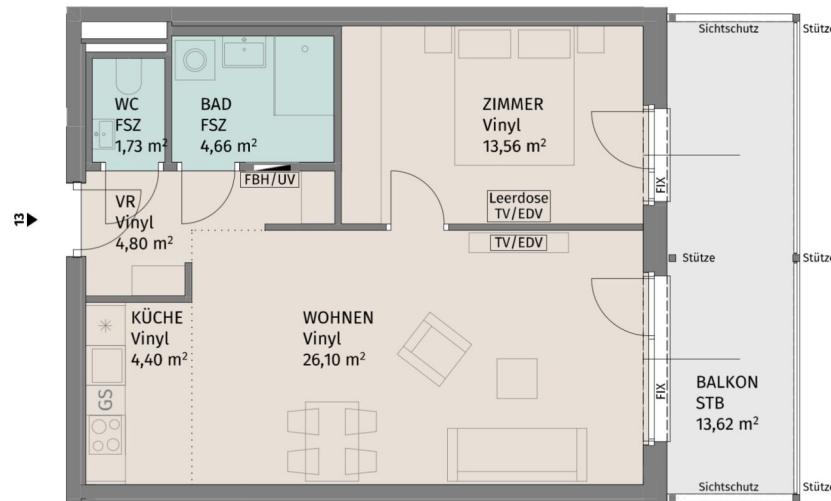 Sichtschutz
Stütze
WC
FSZ
1,73 m²
BAD
FSZ
4,66 m²
ZIMMER
Vinyl
13,56 m²
FIX
FBH/UV
Leerdose
TV/EDV
13
VR
Vinyl
4,80 m²
TV/EDV
Stütze
Stütze
KÜCHE
Vinyl
4,40 m²
WOHNEN
Vinyl
26,10 m²
GS
FIX
BALKON
STB
13,62 m²
Sichtschutz
Stütze